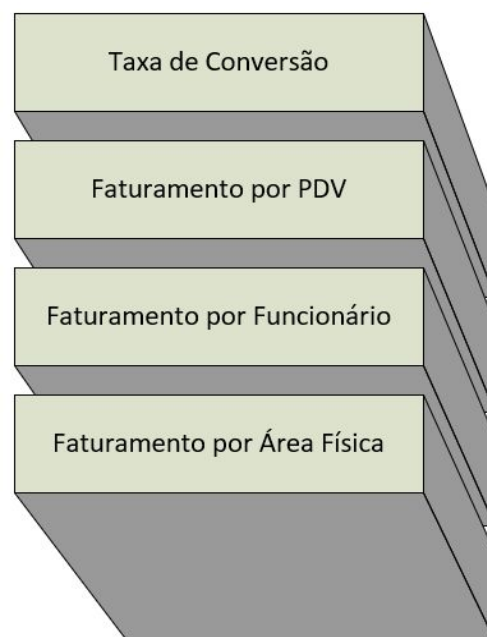 Taxa de Conversão
Faturamento por PDV
Faturamento por Funcionário
Faturamento por Área Física